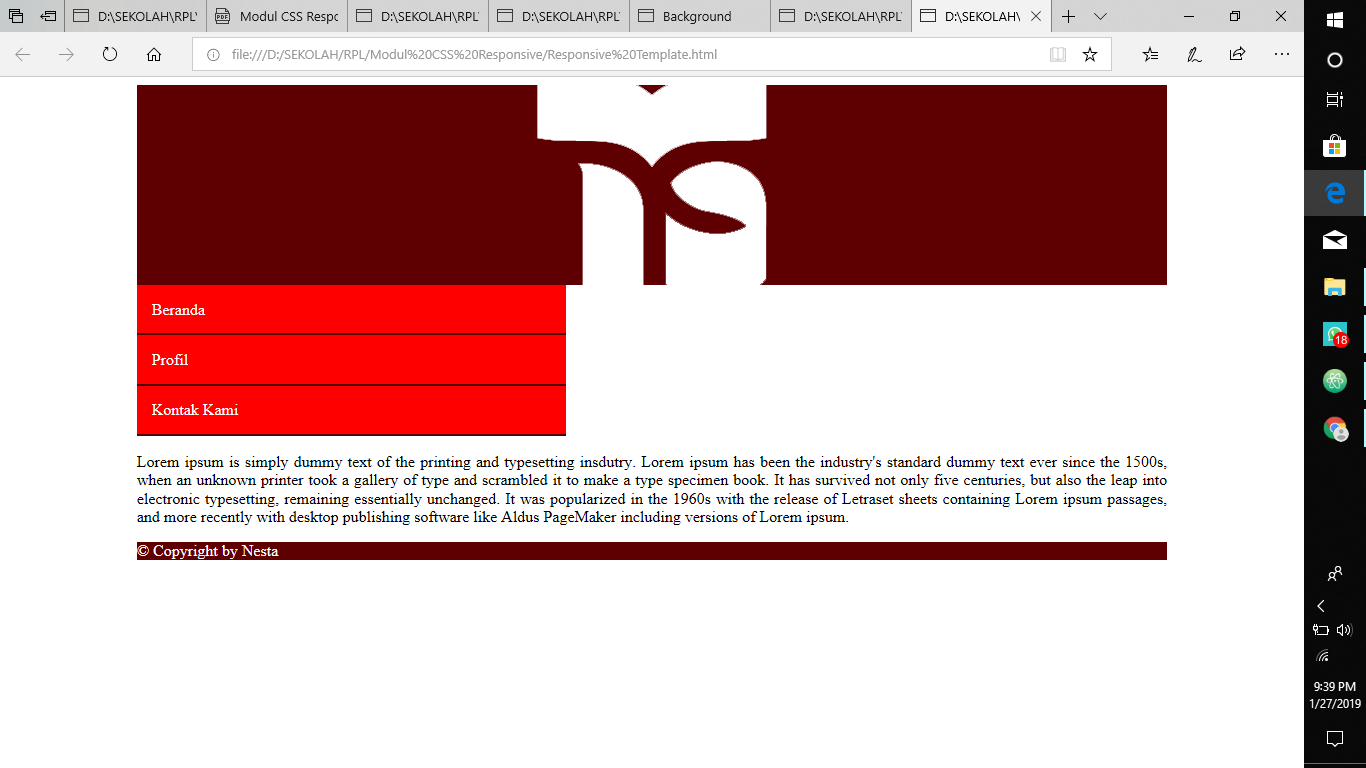 D:\SEKOLAH\RPL\
Modul CSS Respo
D:\SEKOLAH\RPL\
D:\SEKOLAH\RPL\
Background
D:\SEKOLAH\RPL\
D:\SEKOLAH\
file:///D:/SEKOLAH/RPL/Modul%20CSS%20Responsive/Responsive%20Template.html
Beranda
Profil
Kontak Kami
Lorem ipsum is simply dummy text of the printing and typesetting insdutry. Lorem ipsum has been the industry's standard dummy text ever since the 1500s,
when an unknown printer took a gallery of type and scrambled it to make a type specimen book. It has survived not only five centuries, but also the leap into
electronic typesetting, remaining essentially unchanged. It was popularized in the 1960s with the release of Letraset sheets containing Lorem ipsum passages,
and more recently with desktop publishing software like Aldus PageMaker including versions of Lorem ipsum.
© Copyright by Nesta
18
9:39 PM
1/27/2019